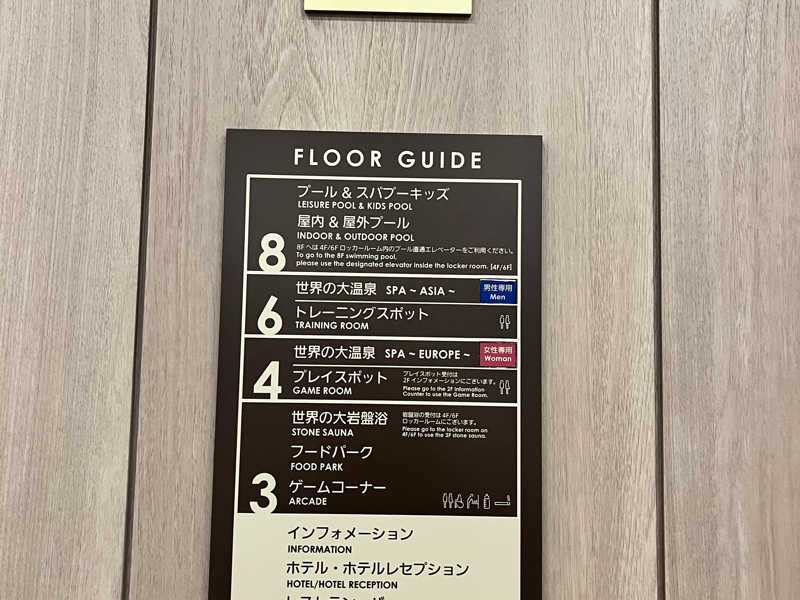 FLOOR GUIDE
プール & スパプーキッズ
LEISURE POOL & KIDS POOL
屋内 & 屋外プール
INDOOR & OUTDOOR POOL
8
8F へは 4F/6F ロッカールーム内のプール直通エレベーターをご利用ください。
To go to the 8F swimming pool,
please use the designated elevator inside the locker room. [4F/6F]
世界の大温泉 SPA ~ ASIA ~
男性専用
Men
6
トレーニングスポット
TRAINING ROOM
世界の大温泉 SPA ~ EUROPE ~
女性専用
Woman
4
プレイスポット
GAME ROOM
プレイスポット受付は
2F インフォメーションにございます。
Please go to the 2F Information
Counter to use the Game Room.
世界の大岩盤浴
STONE SAUNA
岩盤浴の受付は 4F/6F
ロッカールームにございます。
Please go to the locker room on
4F/6F to use the 3F stone sauna.
フードパーク
FOOD PARK
3
ゲームコーナー
ARCADE
インフォメーション
INFORMATION
ホテル・ホテルレセプション
HOTEL/HOTEL RECEPTION